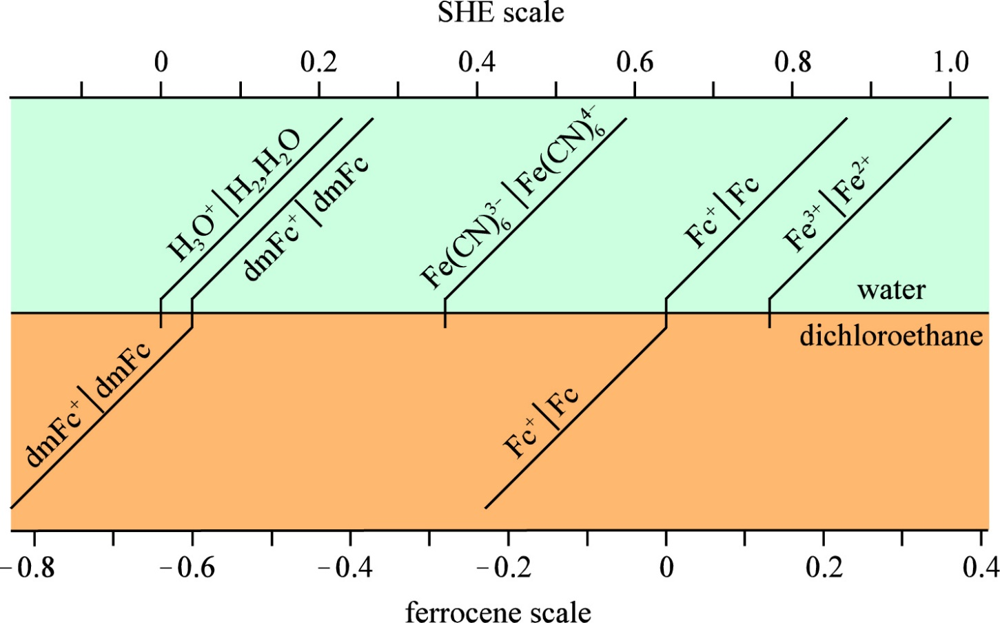 SHE scale
0 0.2 0.4 0.6 0.8 1.0
H₃O⁺|H₂,H₂O
dmFc⁺|dmFc
Fe(CN)₆³⁻|Fe(CN)₆⁴⁻
Fc⁺|Fc
Fe³⁺|Fe²⁺
water
dichloroethane
dmFc⁺|dmFc
Fc⁺|Fc
−0.8 −0.6 −0.4 −0.2 0 0.2 0.4
ferrocene scale